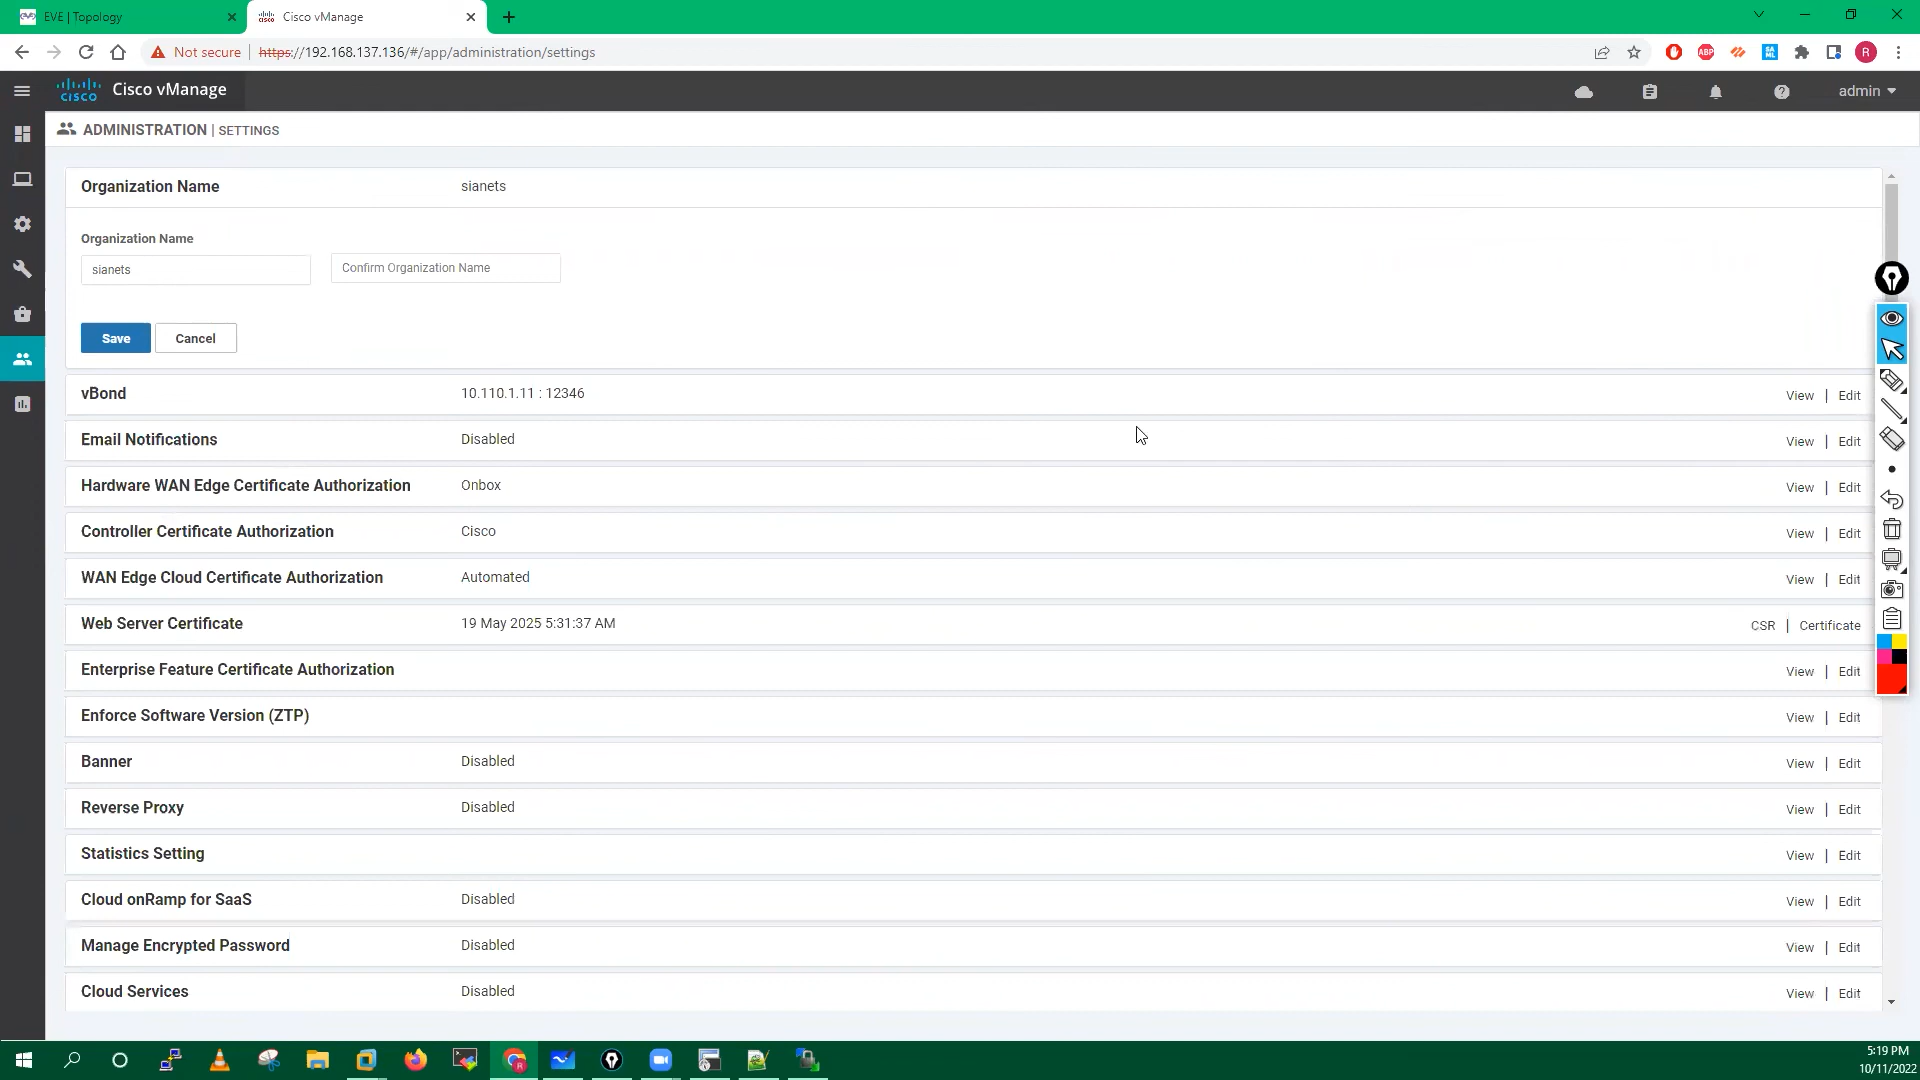 EVE | Topology
Cisco vManage
Not secure
https://192.168.137.136/#/app/administration/settings
ABP
R
CISCO
Cisco vManage
admin
ADMINISTRATION | SETTINGS
Organization Name sianets
Organization Name
sianets
Confirm Organization Name
Save
Cancel
vBond 10.110.1.11 : 12346 View | Edit
Email Notifications Disabled View | Edit
Hardware WAN Edge Certificate Authorization Onbox View | Edit
Controller Certificate Authorization Cisco View | Edit
WAN Edge Cloud Certificate Authorization Automated View | Edit
Web Server Certificate 19 May 2025 5:31:37 AM CSR | Certificate
Enterprise Feature Certificate Authorization View | Edit
Enforce Software Version (ZTP) View | Edit
Banner Disabled View | Edit
Reverse Proxy Disabled View | Edit
Statistics Setting View | Edit
Cloud onRamp for SaaS Disabled View | Edit
Manage Encrypted Password Disabled View | Edit
Cloud Services Disabled View | Edit
5:19 PM
10/11/2022